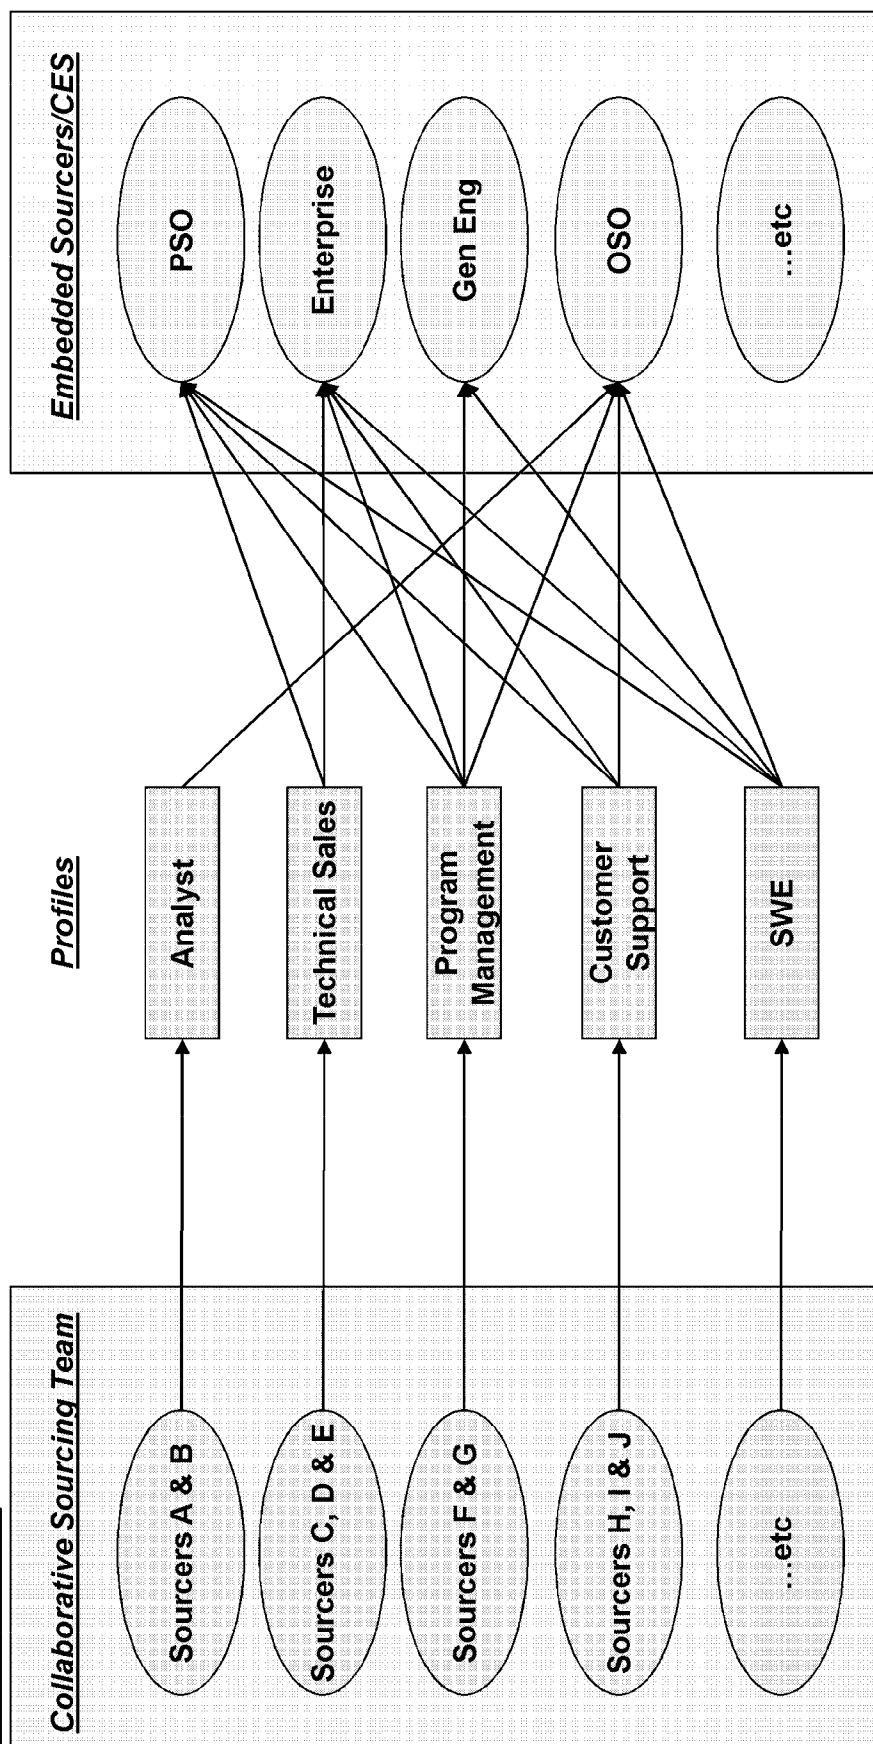 Collaborative Sourcing Team
Sourcers A & B
Sourcers C, D & E
Sourcers F & G
Sourcers H, I & J
...etc
Profiles
Analyst
Technical Sales
Program
Management
Customer
Support
SWE
Embedded Sourcers/CES
PSO
Enterprise
Gen Eng
OSO
...etc